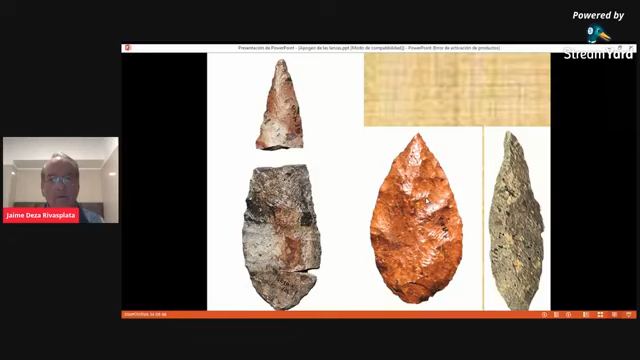 Powered by
StreamYard
Presentación de PowerPoint - [Apogeo de las lanzas.ppt [Modo de compatibilidad]] - PowerPoint (Error de activación de productos)
Jaime Deza Rivasplata